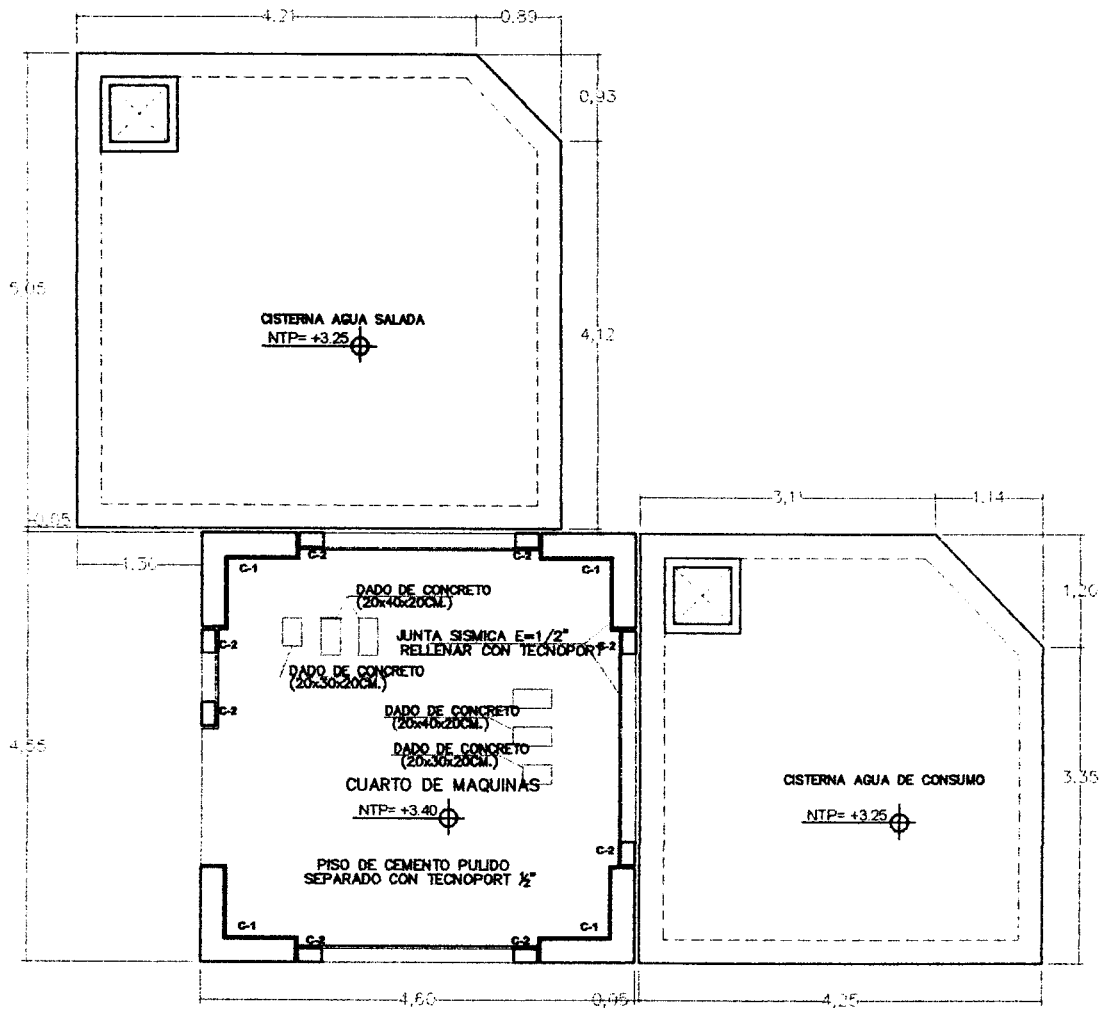 4,21
0,89
0,93
5,05
CISTERNA AGUA SALADA
NTP= +3.25
4,12
0,05
3,11
1,14
1,30
C-1
C-2
C-2
C-1
DADO DE CONCRETO
(20x40x20CM.)
1,20
JUNTA SISMICA E=1/2"
RELLENAR CON TECNOPORT
C-2
C-2
DADO DE CONCRETO
(20x30x20CM.)
C-2
DADO DE CONCRETO
(20x40x20CM.)
DADO DE CONCRETO
(20x30x20CM.)
4,55
CUARTO DE MAQUINAS
CISTERNA AGUA DE CONSUMO
3,35
NTP= +3.40
NTP= +3.25
C-2
PISO DE CEMENTO PULIDO
SEPARADO CON TECNOPORT ½"
C-1
C-2
C-2
C-1
4,60
0,05
4,25